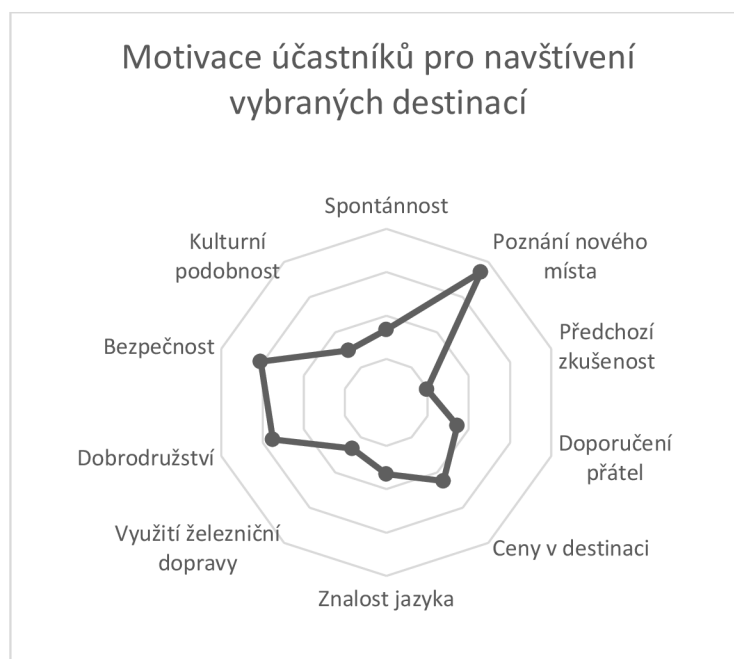 Motivace účastníků pro navštívení
vybraných destinací
Spontánnost
Poznání nového
místa
Předchozí
zkušenost
Doporučení
přátel
Ceny v destinaci
Znalost jazyka
Využití železniční
dopravy
Dobrodružství
Bezpečnost
Kulturní
podobnost